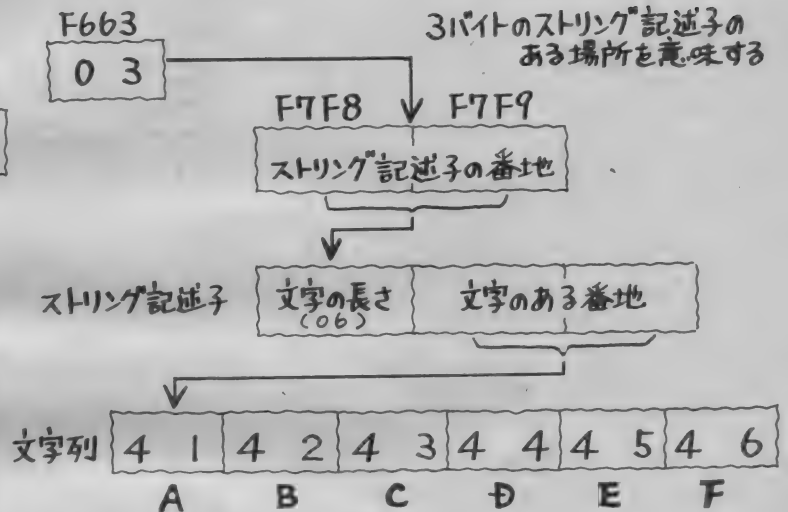 F663
0 3
3バイトのストリング記述子の
ある場所を意味する
F7F8 F7F9
ストリング記述子の番地
ストリング記述子
文字の長さ
(06)
文字のある番地
文字列
4 1 4 2 4 3 4 4 4 5 4 6
A B C D E F